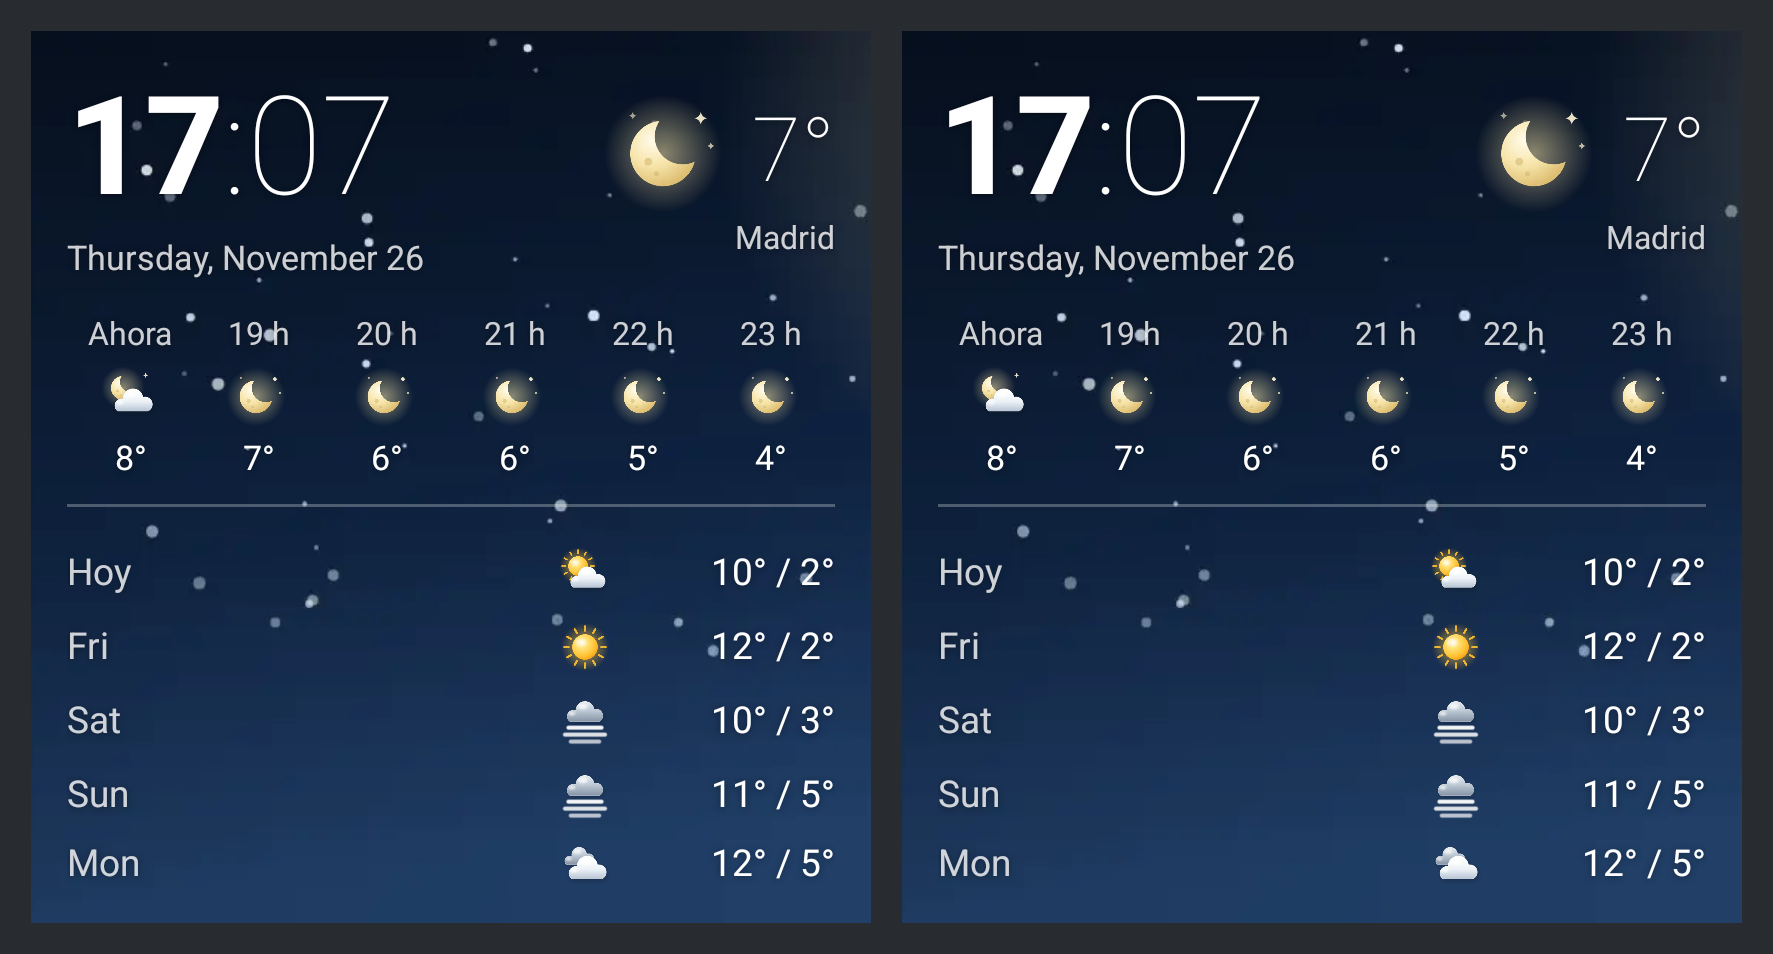 17:07
7°
Madrid
Thursday, November 26
Ahora 19 h 20 h 21 h 22 h 23 h
8° 7° 6° 6° 5° 4°
Hoy 10° / 2°
Fri 12° / 2°
Sat 10° / 3°
Sun 11° / 5°
Mon 12° / 5°
17:07
7°
Madrid
Thursday, November 26
Ahora 19 h 20 h 21 h 22 h 23 h
8° 7° 6° 6° 5° 4°
Hoy 10° / 2°
Fri 12° / 2°
Sat 10° / 3°
Sun 11° / 5°
Mon 12° / 5°